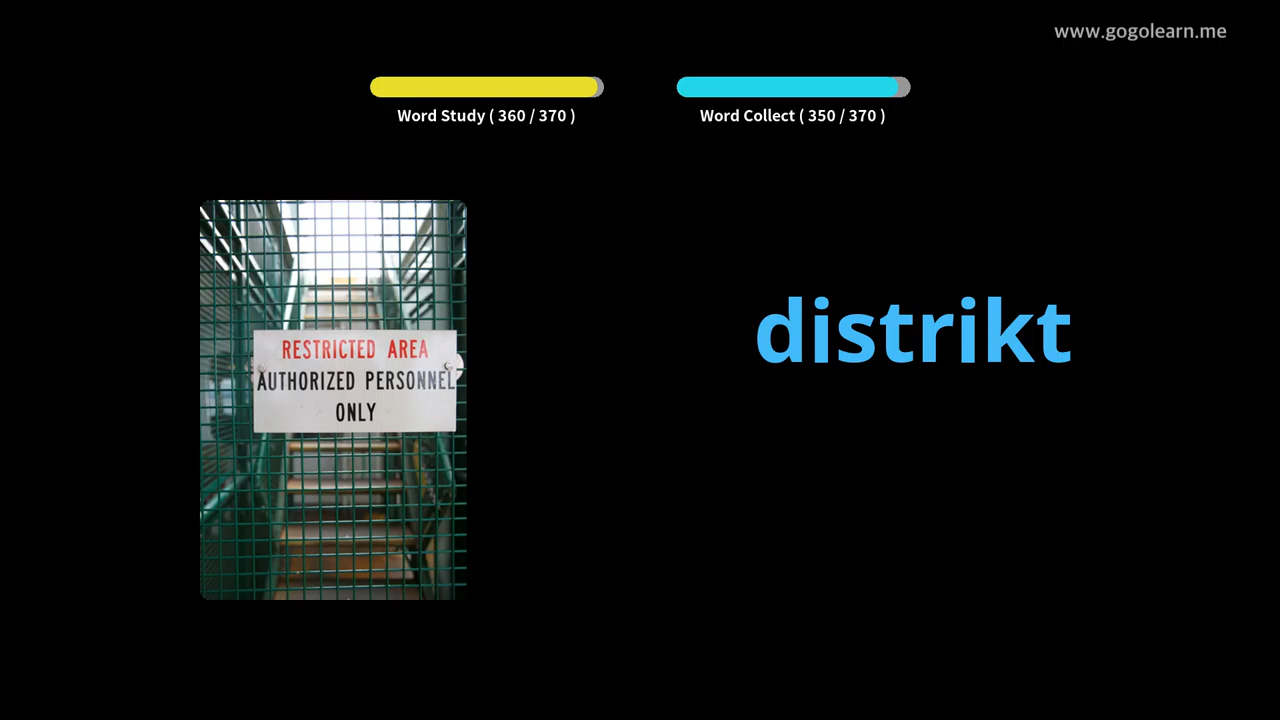 www.gogolearn.me
Word Study ( 360 / 370 )
Word Collect ( 350 / 370 )
RESTRICTED AREA
AUTHORIZED PERSONNEL
ONLY
distrikt